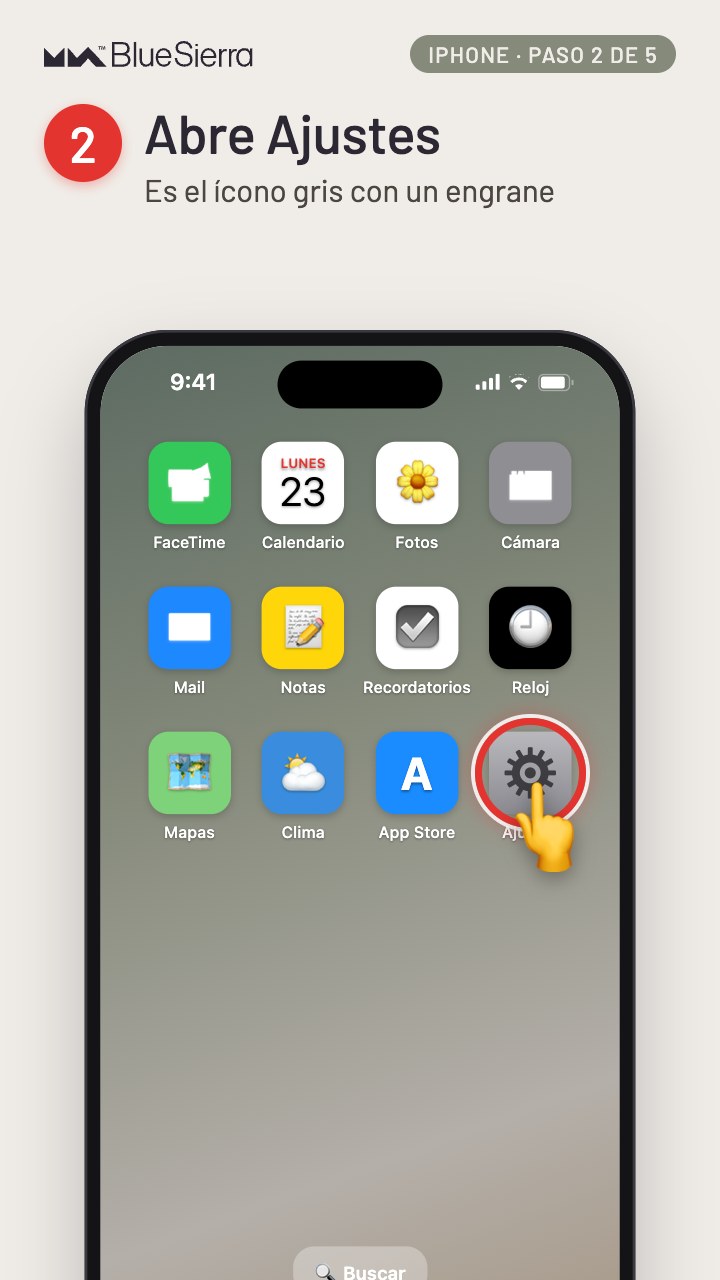 BlueSierra
IPHONE · PASO 2 DE 5
2
Abre Ajustes
Es el ícono gris con un engrane
9:41
FaceTime
LUNES
23
Calendario
Fotos
Cámara
Mail
Notas
Recordatorios
Reloj
Mapas
Clima
A
App Store
Buscar